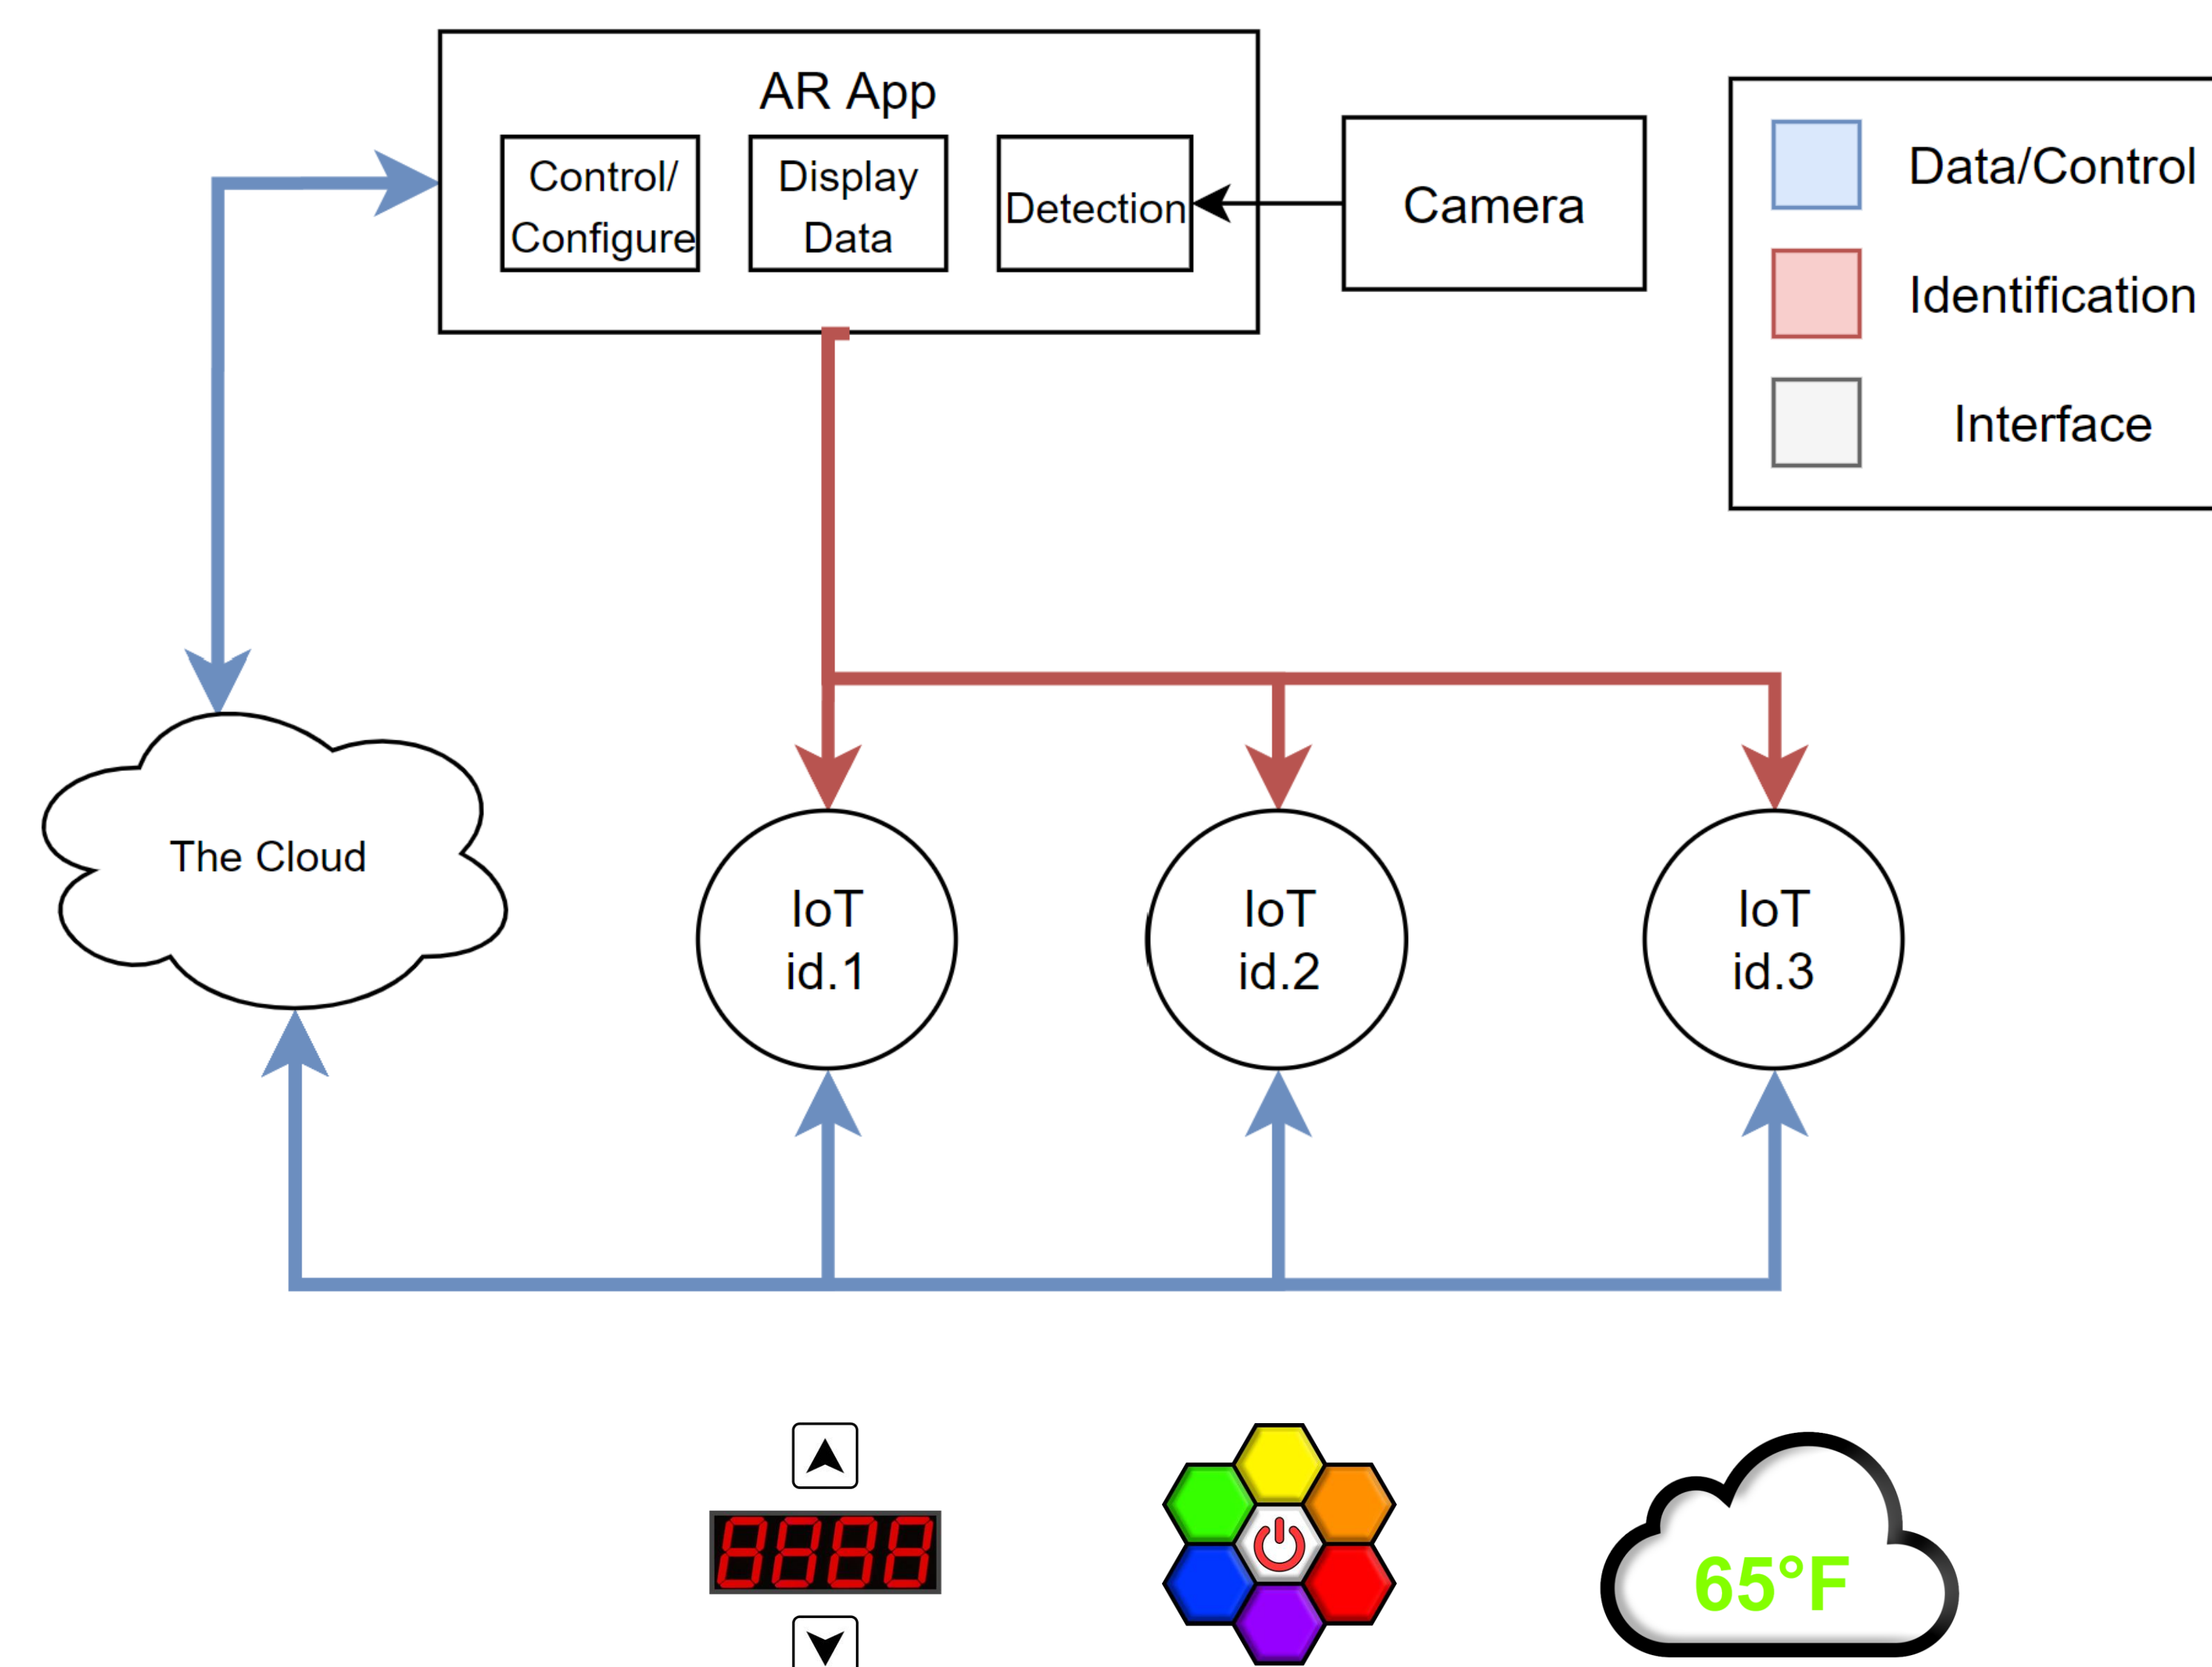 AR App
Control/
Configure
Display
Data
Detection
Camera
Data/Control
Identification
Interface
The Cloud
IoT
id.1
IoT
id.2
IoT
id.3
8888
65°F